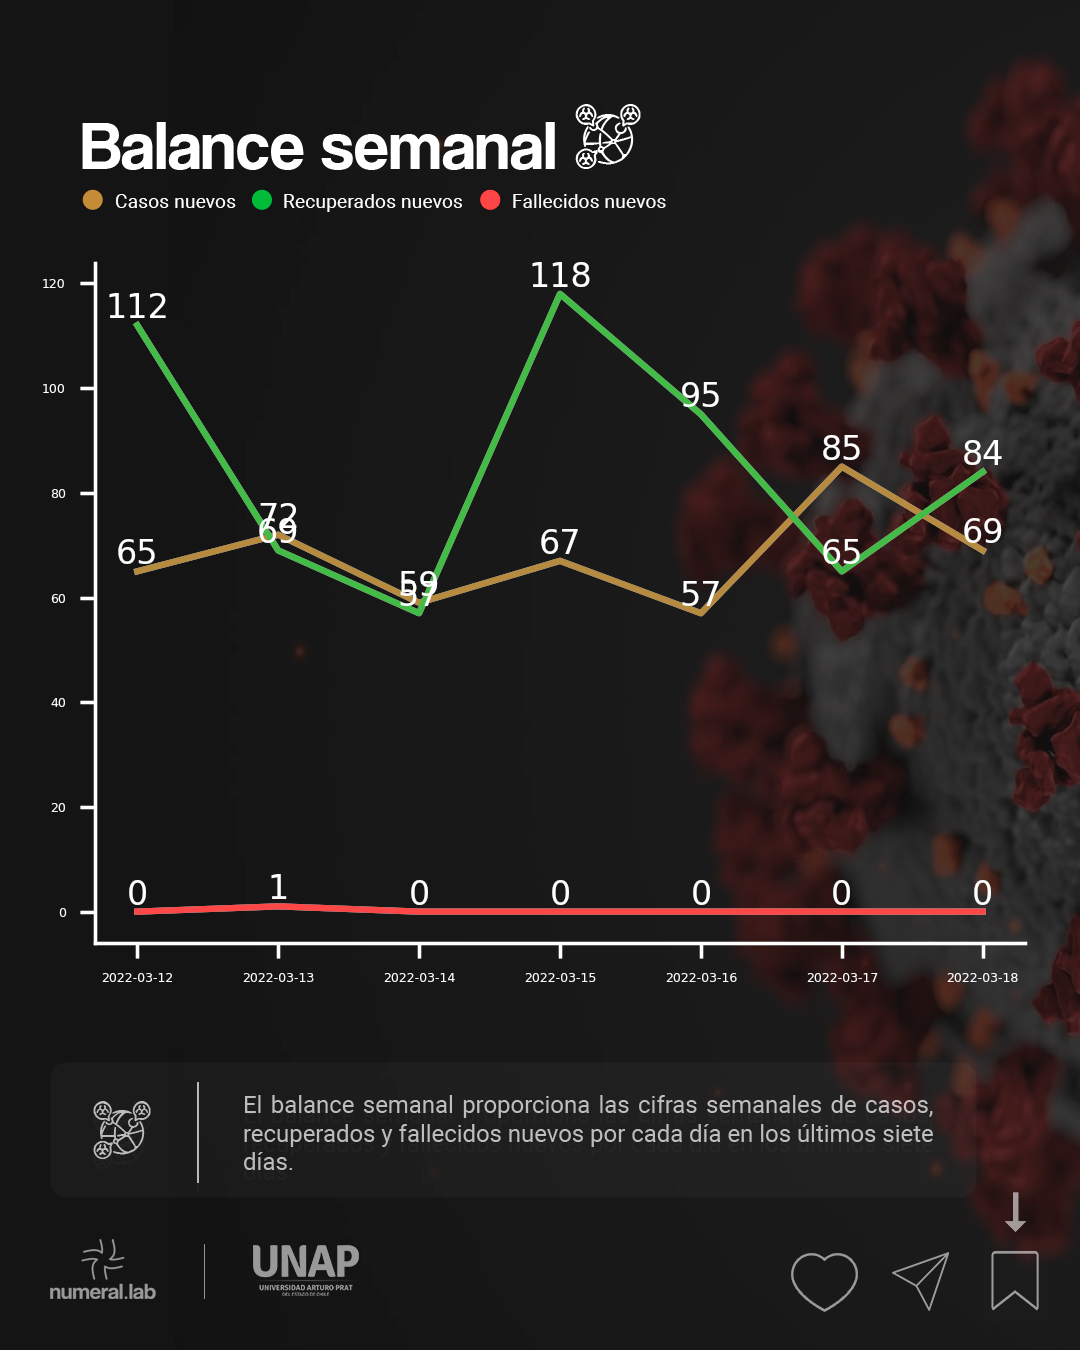 Balance semanal
Casos nuevos Recuperados nuevos Fallecidos nuevos
120
100
80
60
40
20
0
112 72 59 118 95 85 84
65 69 57 67 57 65 69
0 1 0 0 0 0 0
2022-03-12 2022-03-13 2022-03-14 2022-03-15 2022-03-16 2022-03-17 2022-03-18
El balance semanal proporciona las cifras semanales de casos,
recuperados y fallecidos nuevos por cada día en los últimos siete
días.
numeral.lab
UNAP
UNIVERSIDAD ARTURO PRAT
DEL ESTADO DE CHILE